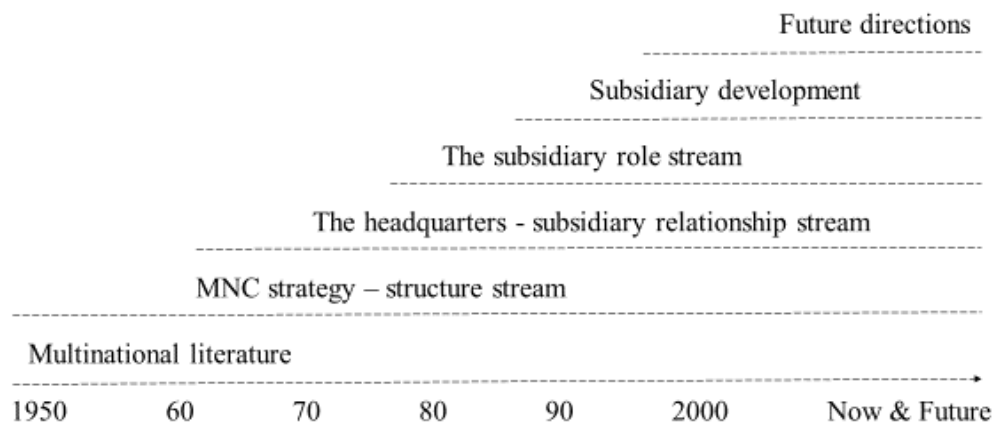 Future directions
Subsidiary development
The subsidiary role stream
The headquarters - subsidiary relationship stream
MNC strategy – structure stream
Multinational literature
1950 60 70 80 90 2000 Now & Future